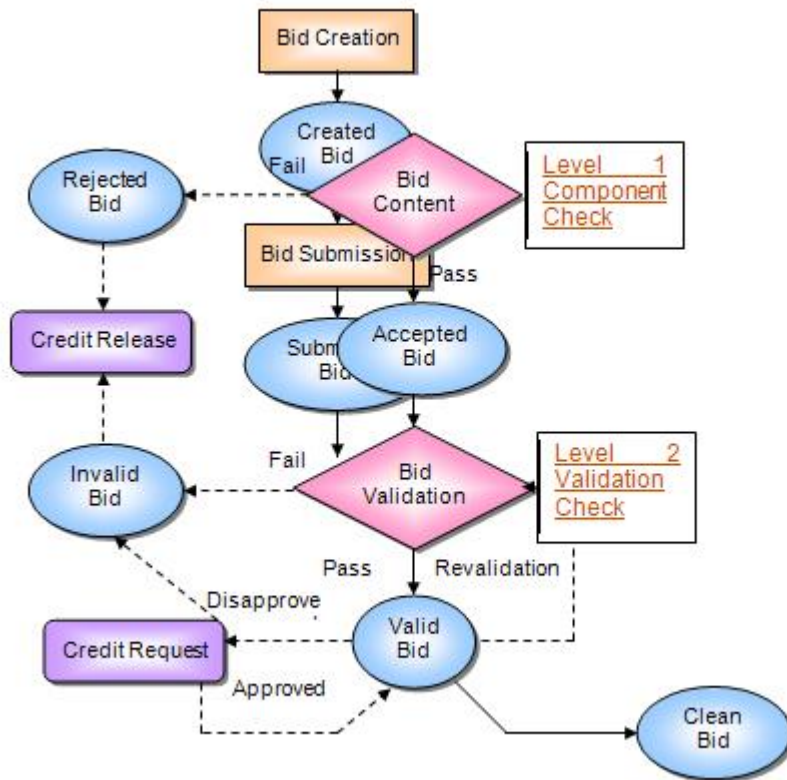 Bid Creation
Created
Bid
Fail
Rejected
Bid
Bid
Content
Level 1
Component
Check
Bid Submission
Pass
Credit Release
Accepted
Bid
Bid
Fail
Bid
Validation
Level 2
Validation
Check
Invalid
Bid
Pass
Revalidation
Disapprove
Valid
Bid
Credit Request
Approved
Clean
Bid